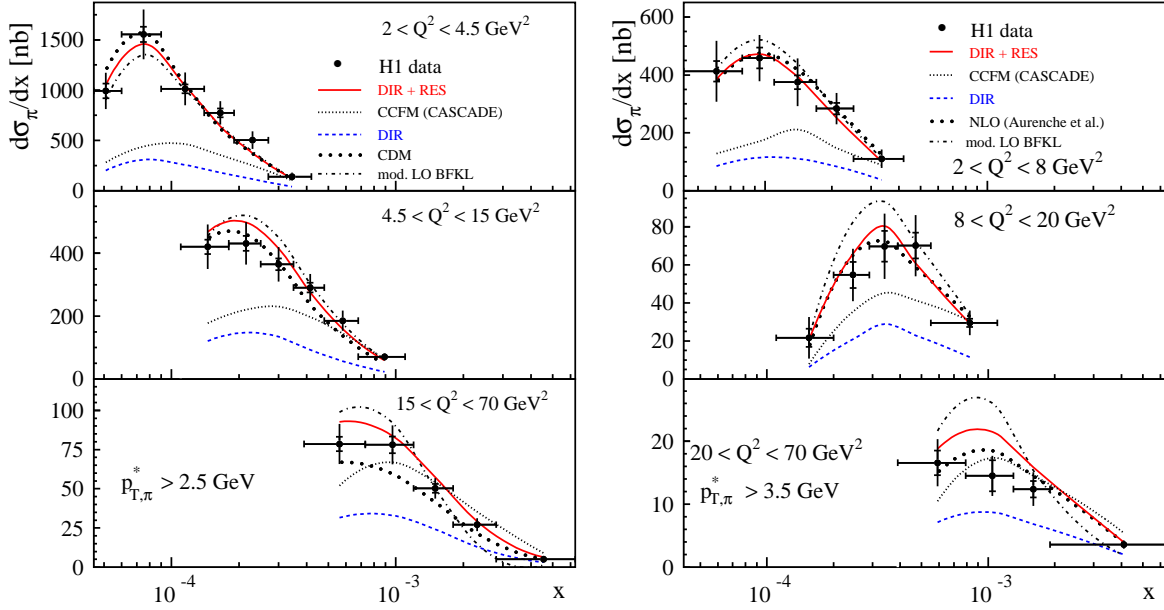 dσπ/dx [nb]
1500
1000
500
0
2 < Q² < 4.5 GeV²
H1 data
DIR + RES
CCFM (CASCADE)
DIR
CDM
mod. LO BFKL
400
200
0
4.5 < Q² < 15 GeV²
100
75
50
25
0
15 < Q² < 70 GeV²
p*T,π > 2.5 GeV
10⁻⁴
10⁻³
x
dσπ/dx [nb]
600
400
200
0
H1 data
DIR + RES
CCFM (CASCADE)
DIR
NLO (Aurenche et al.)
mod. LO BFKL
2 < Q² < 8 GeV²
80
60
40
20
0
8 < Q² < 20 GeV²
20
10
0
20 < Q² < 70 GeV²
p*T,π > 3.5 GeV
10⁻⁴
10⁻³
x